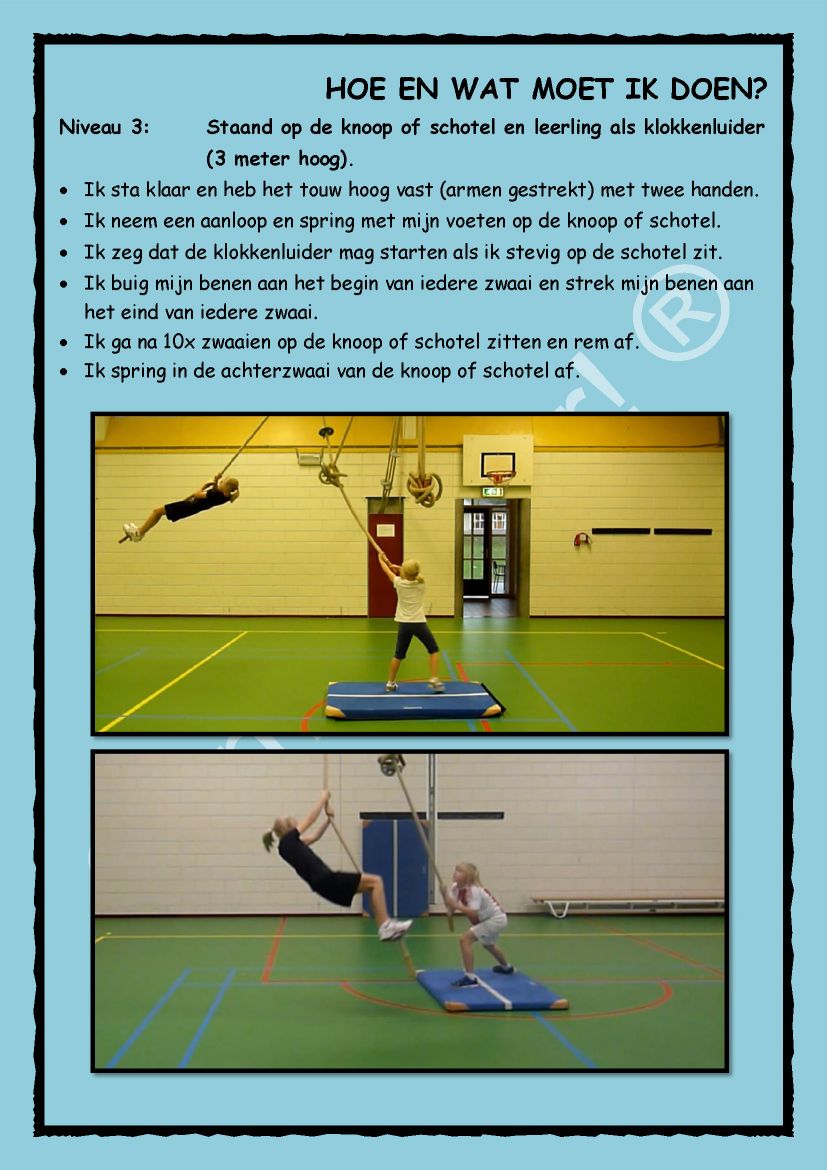 HOE EN WAT MOET IK DOEN?
Niveau 3: Staand op de knoop of schotel en leerling als klokkenluider
(3 meter hoog).
• Ik sta klaar en heb het touw hoog vast (armen gestrekt) met twee handen.
• Ik neem een aanloop en spring met mijn voeten op de knoop of schotel.
• Ik zeg dat de klokkenluider mag starten als ik stevig op de schotel zit.
• Ik buig mijn benen aan het begin van iedere zwaai en strek mijn benen aan
het eind van iedere zwaai.
• Ik ga na 10x zwaaien op de knoop of schotel zitten en rem af.
• Ik spring in de achterzwaai van de knoop of schotel af.